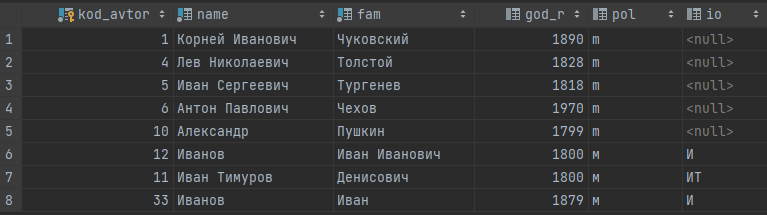 kod_avtor name fam god_r pol io
1 1 Корней Иванович Чуковский 1890 m <null>
2 4 Лев Николаевич Толстой 1828 m <null>
3 5 Иван Сергеевич Тургенев 1818 m <null>
4 6 Антон Павлович Чехов 1970 m <null>
5 10 Александр Пушкин 1799 m <null>
6 12 Иванов Иван Иванович 1800 м И
7 11 Иван Тимуров Денисович 1800 м ИТ
8 33 Иванов Иван 1879 м И